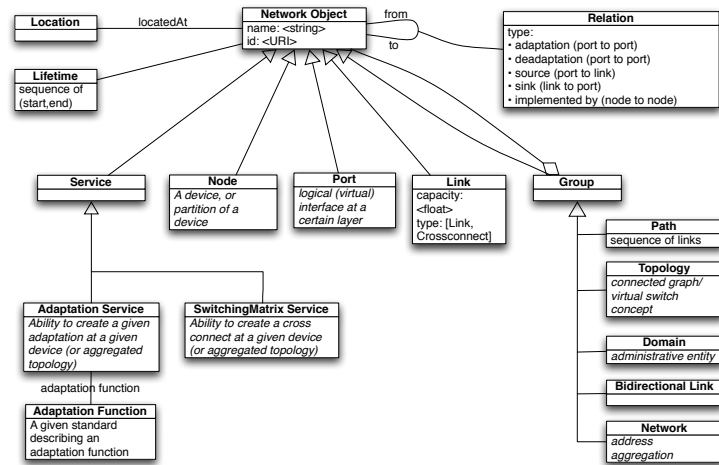 Location
locatedAt
Network Object
name: <string>
id: <URI>
from
to
Relation
type:
• adaptation (port to port)
• deadaptation (port to port)
• source (port to link)
• sink (link to port)
• implemented by (node to node)
Lifetime
sequence of
(start,end)
Service
Node
A device, or
partition of a
device
Port
logical (virtual)
interface at a
certain layer
Link
capacity:
<float>
type: [Link,
Crossconnect]
Group
Path
sequence of links
Topology
connected graph/
virtual switch
concept
Domain
administrative entity
Bidirectional Link
Network
address
aggregation
Adaptation Service
Ability to create a given
adaptation at a given
device (or aggregated
topology)
SwitchingMatrix Service
Ability to create a cross
connect at a given device
(or aggregated topology)
adaptation function
Adaptation Function
A given standard
describing an
adaptation function